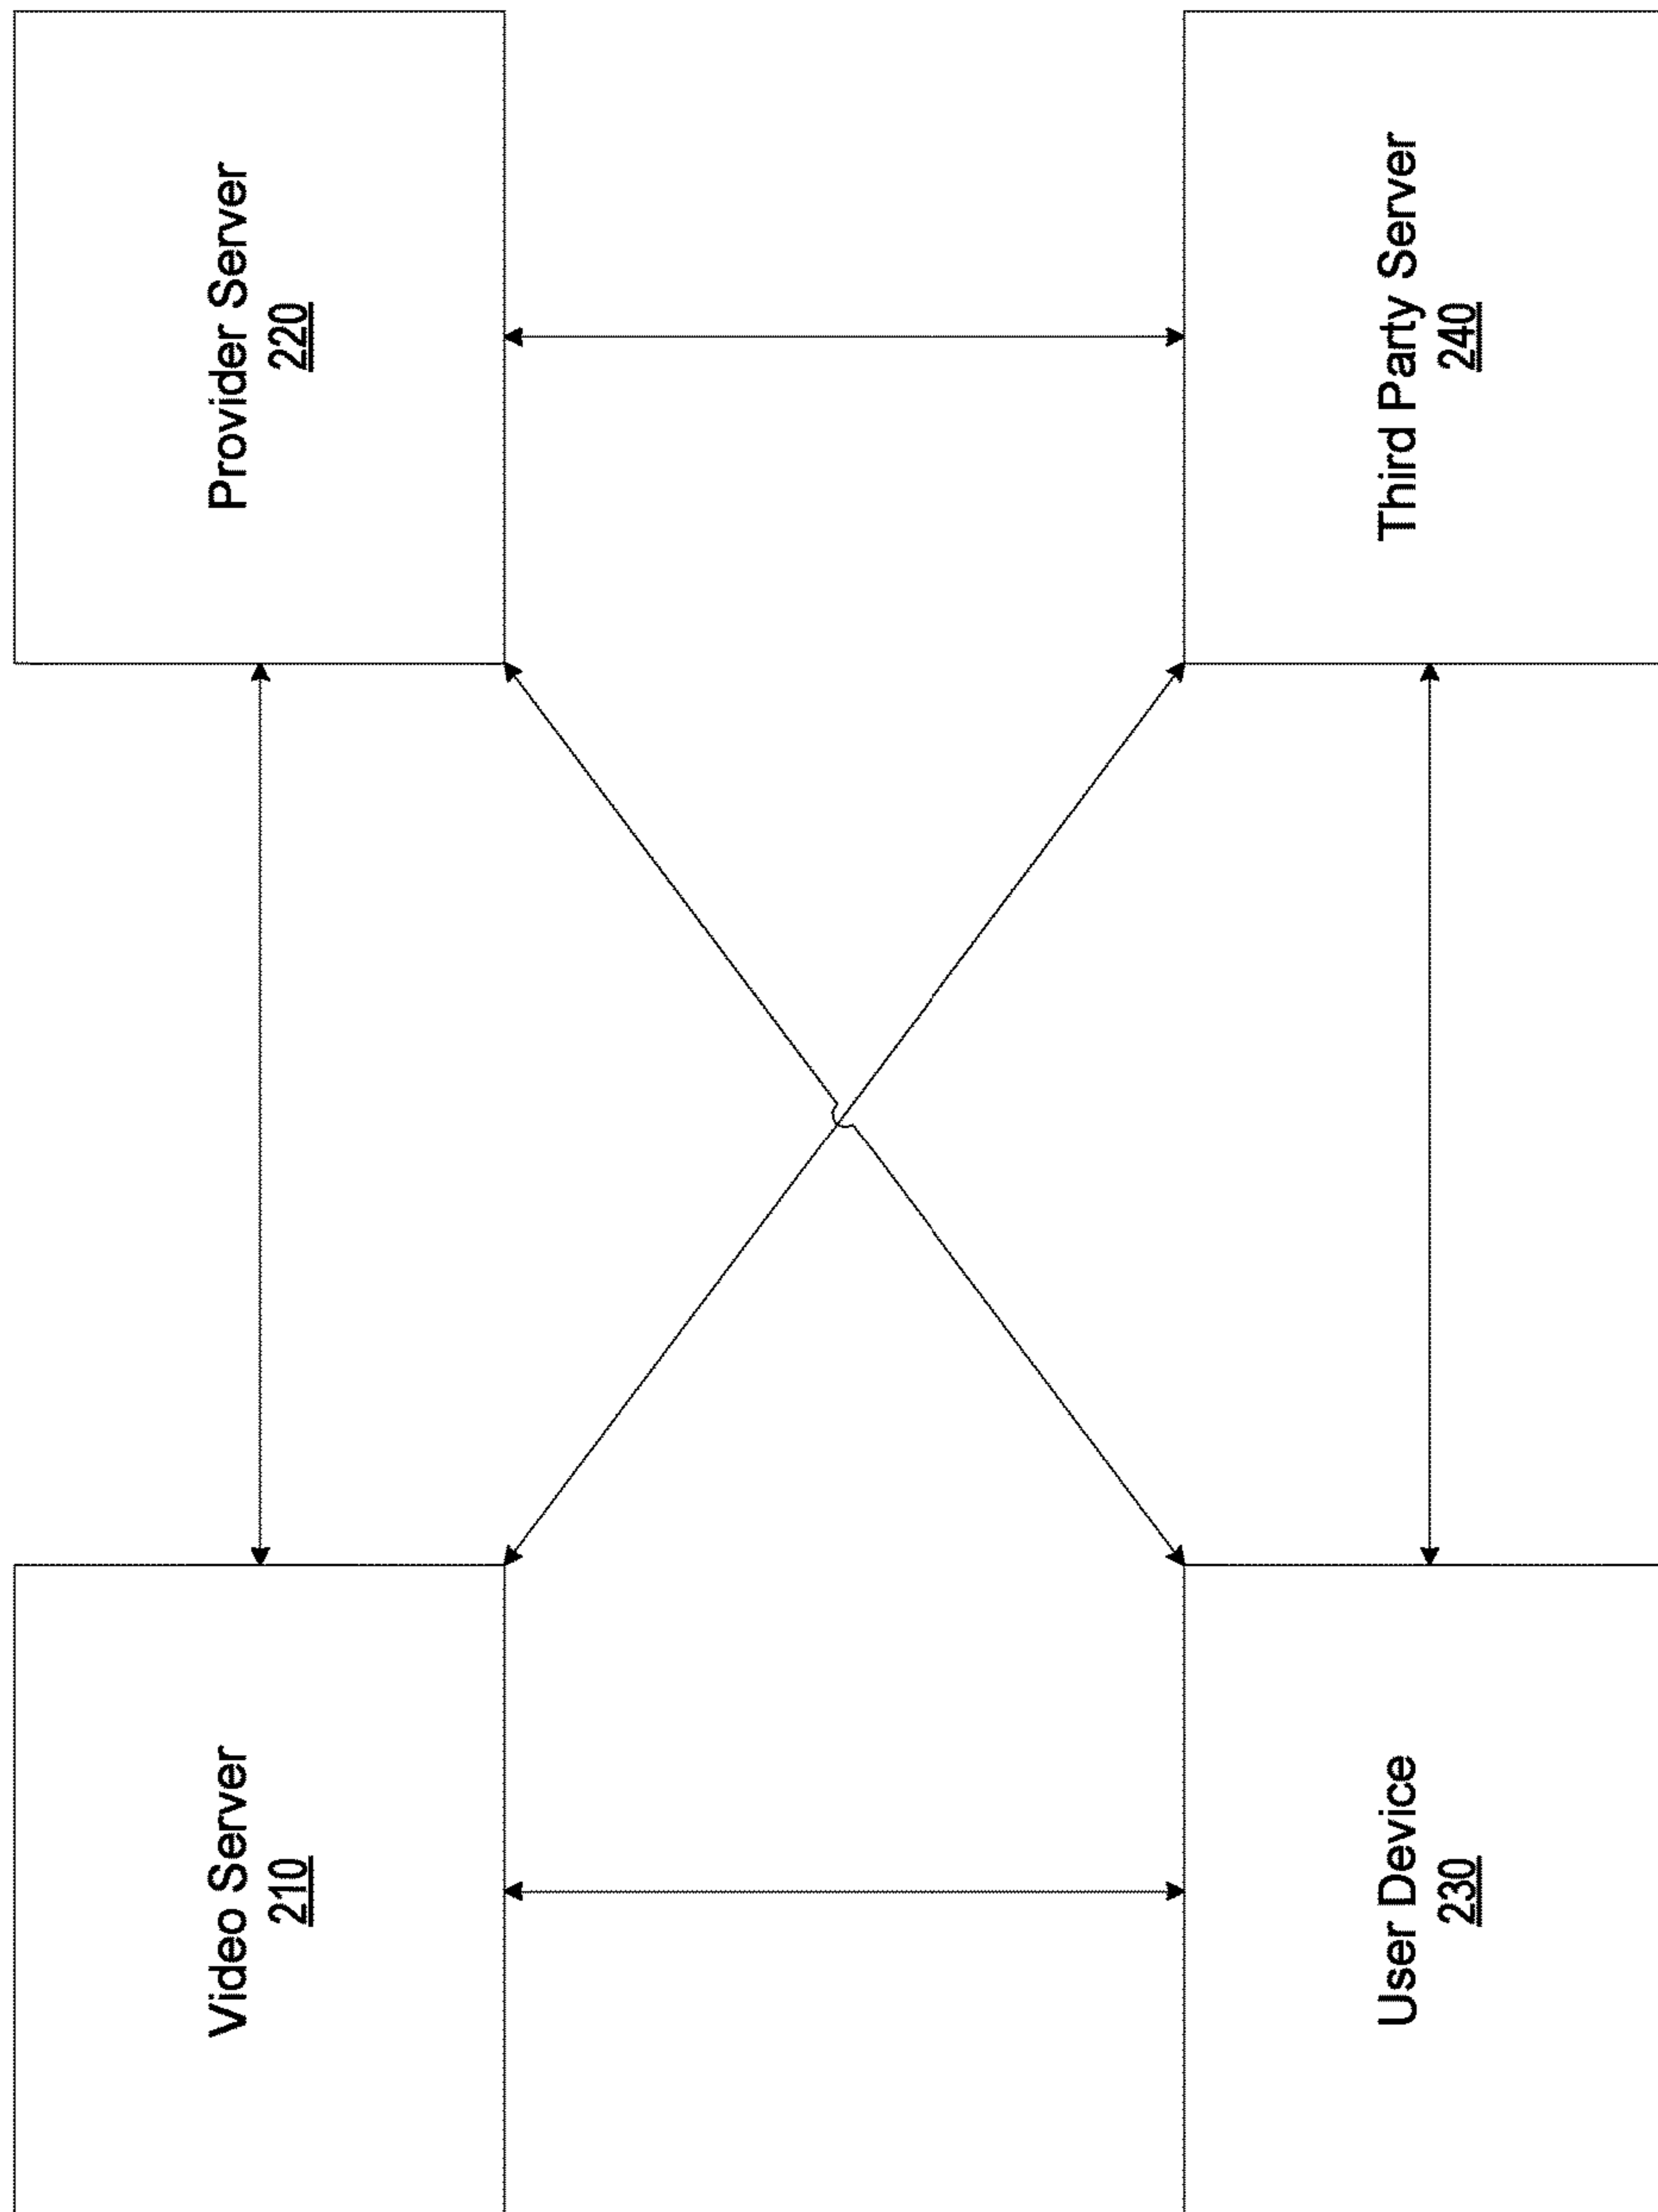 Video Server
210
Provider Server
220
User Device
230
Third Party Server
240